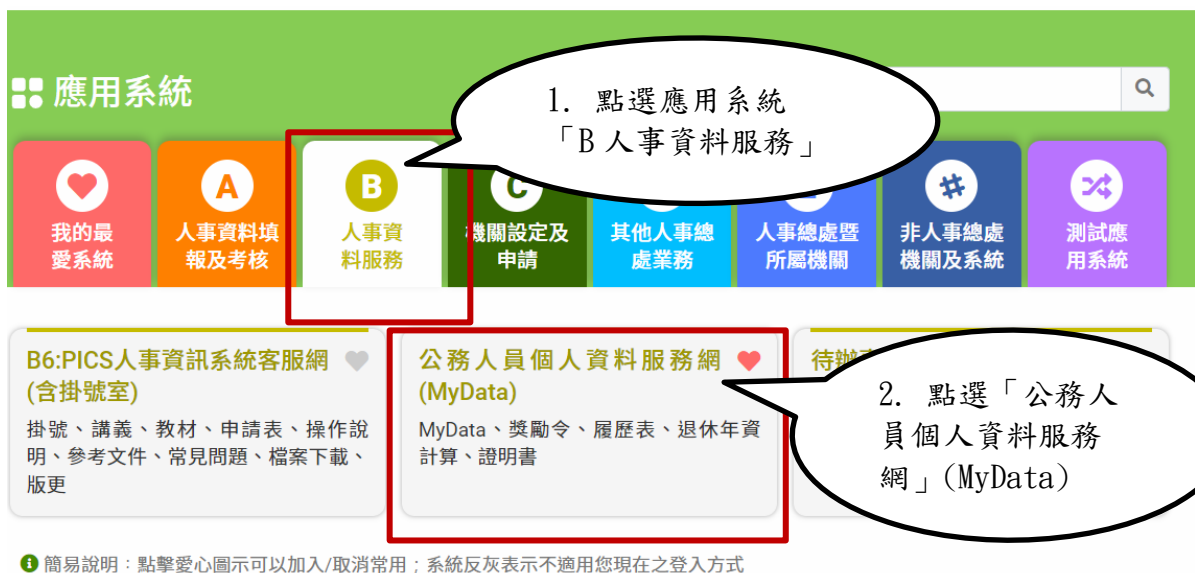 應用系統
1. 點選應用系統
「B 人事資料服務」
我的最
愛系統
A
人事資料填
報及考核
B
人事資
料服務
C
機關設定及
申請
其他人事總
處業務
人事總處暨
所屬機關
#
非人事總處
機關及系統
測試應
用系統
B6:PICS人事資訊系統客服網
(含掛號室)
掛號、講義、教材、申請表、操作說
明、參考文件、常見問題、檔案下載、
版更
公務人員個人資料服務網
(MyData)
MyData、獎勵令、履歷表、退休年資
計算、證明書
待辦
2. 點選「公務人
員個人資料服務
網」(MyData)
簡易說明：點擊愛心圖示可以加入/取消常用；系統反灰表示不適用您現在之登入方式